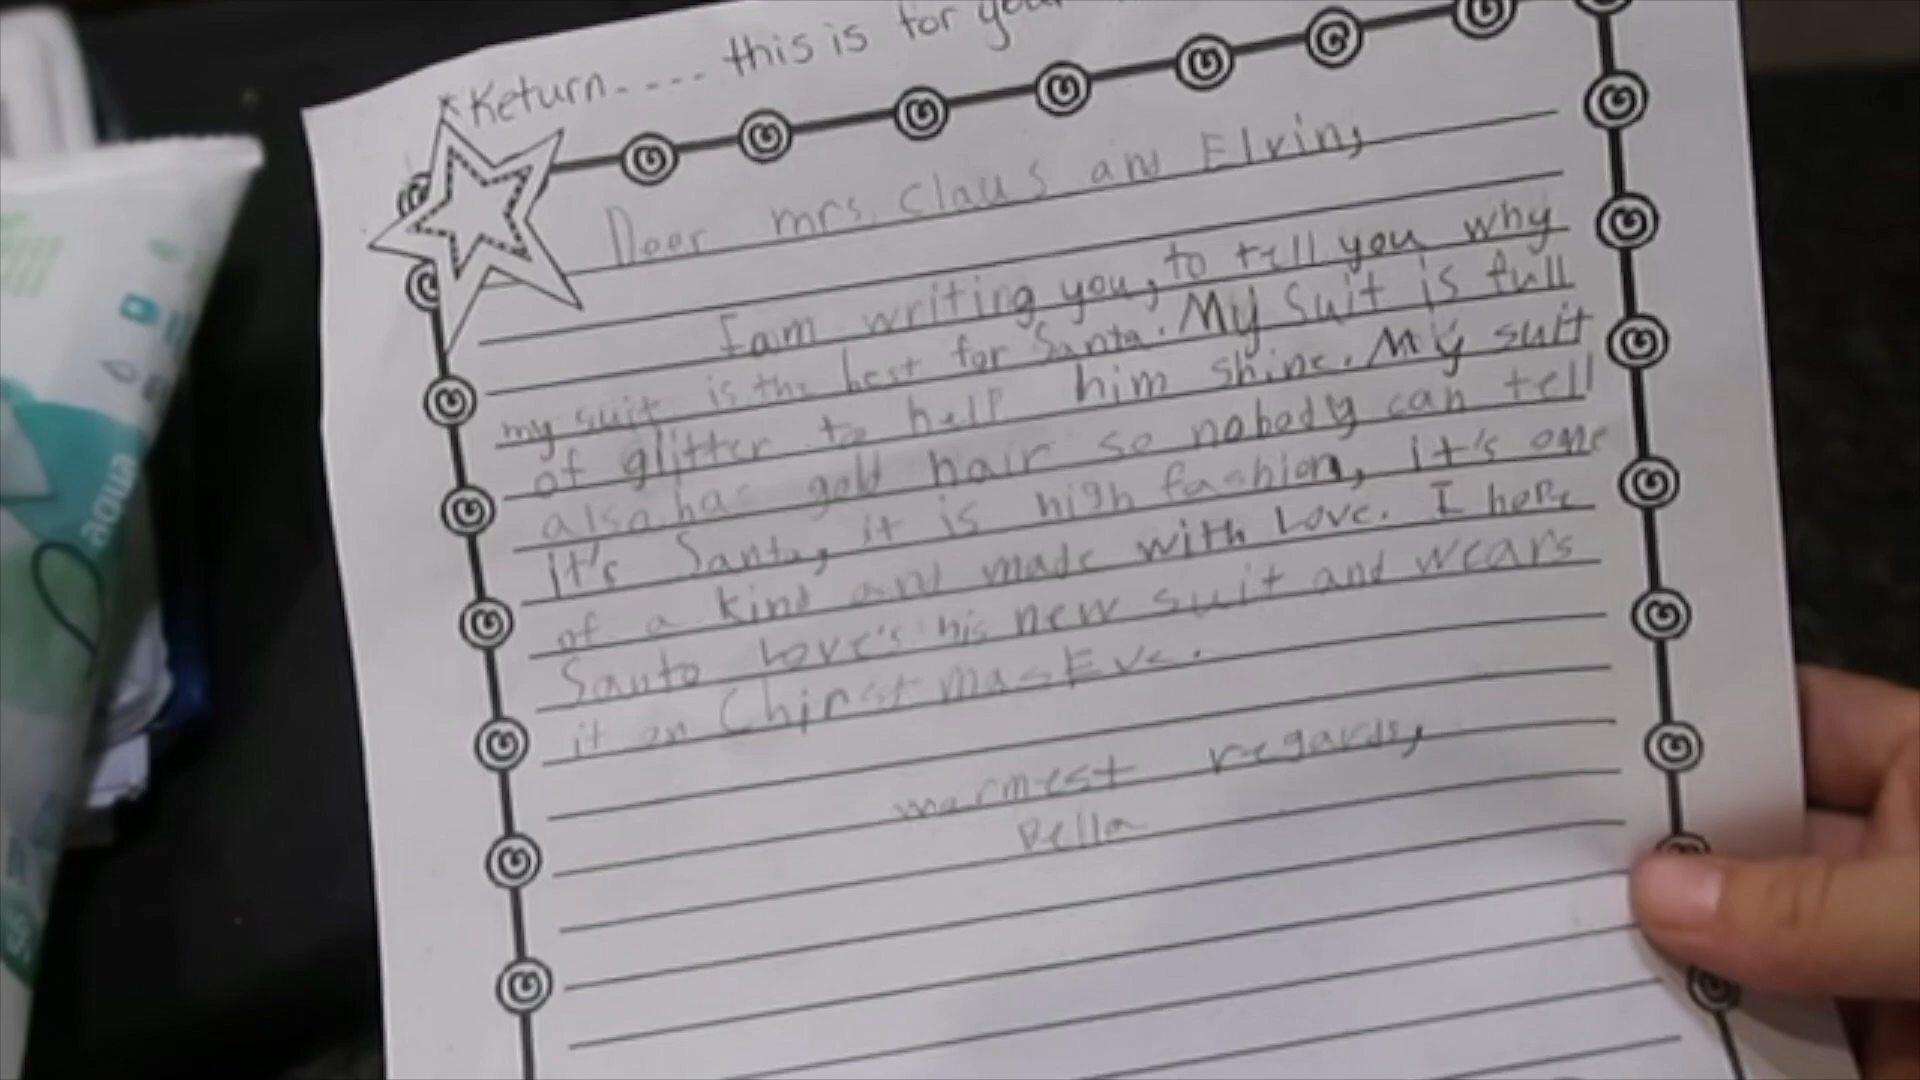 *Return.... this is for your
Dear mrs. Claus and Elvin,
I am writing you, to tell you why
my suit is the best for Santa. My Suit is full
of glitter to help him shine. My suit
also has gold hair so nobody can tell
it's Santa, it is high fashion, it's one
of a kind and made with Love. I hope
Santa Love's his new suit and wears
it on Chirstmas Eve.
warmest regards,
Bella
aqua